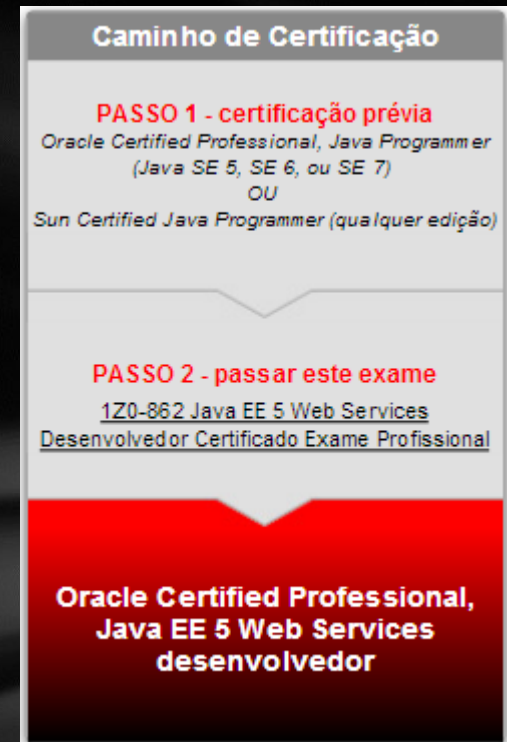 Caminho de Certificação
PASSO 1 - certificação prévia
Oracle Certified Professional, Java Programmer
(Java SE 5, SE 6, ou SE 7)
OU
Sun Certified Java Programmer (qualquer edição)
PASSO 2 - passar este exame
1Z0-862 Java EE 5 Web Services
Desenvolvedor Certificado Exame Profissional
Oracle Certified Professional,
Java EE 5 Web Services
desenvolvedor